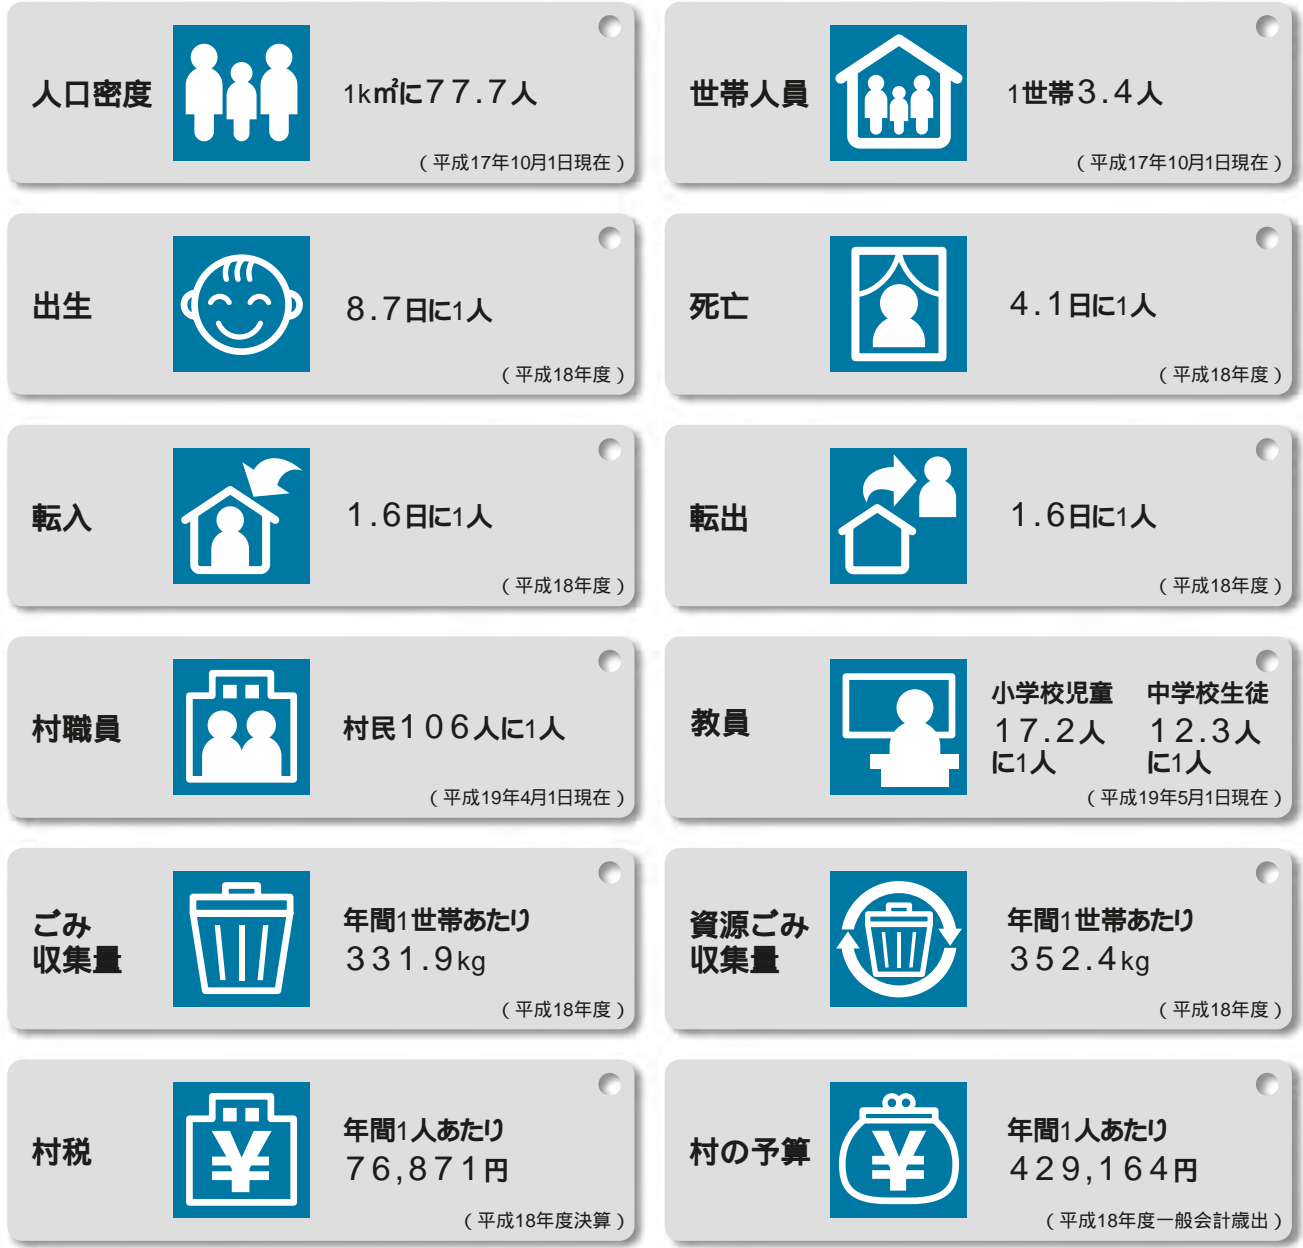 人口密度
1k㎡に77.7人
(平成17年10月1日現在)
世帯人員
1世帯3.4人
(平成17年10月1日現在)
出生
8.7日に1人
(平成18年度)
死亡
4.1日に1人
(平成18年度)
転入
1.6日に1人
(平成18年度)
転出
1.6日に1人
(平成18年度)
村職員
村民106人に1人
(平成19年4月1日現在)
教員
小学校児童
17.2人
に1人
中学校生徒
12.3人
に1人
(平成19年5月1日現在)
ごみ
収集量
年間1世帯あたり
331.9kg
(平成18年度)
資源ごみ
収集量
年間1世帯あたり
352.4kg
(平成18年度)
村税
¥
年間1人あたり
76,871円
(平成18年度決算)
村の予算
¥
年間1人あたり
429,164円
(平成18年度一般会計歳出)